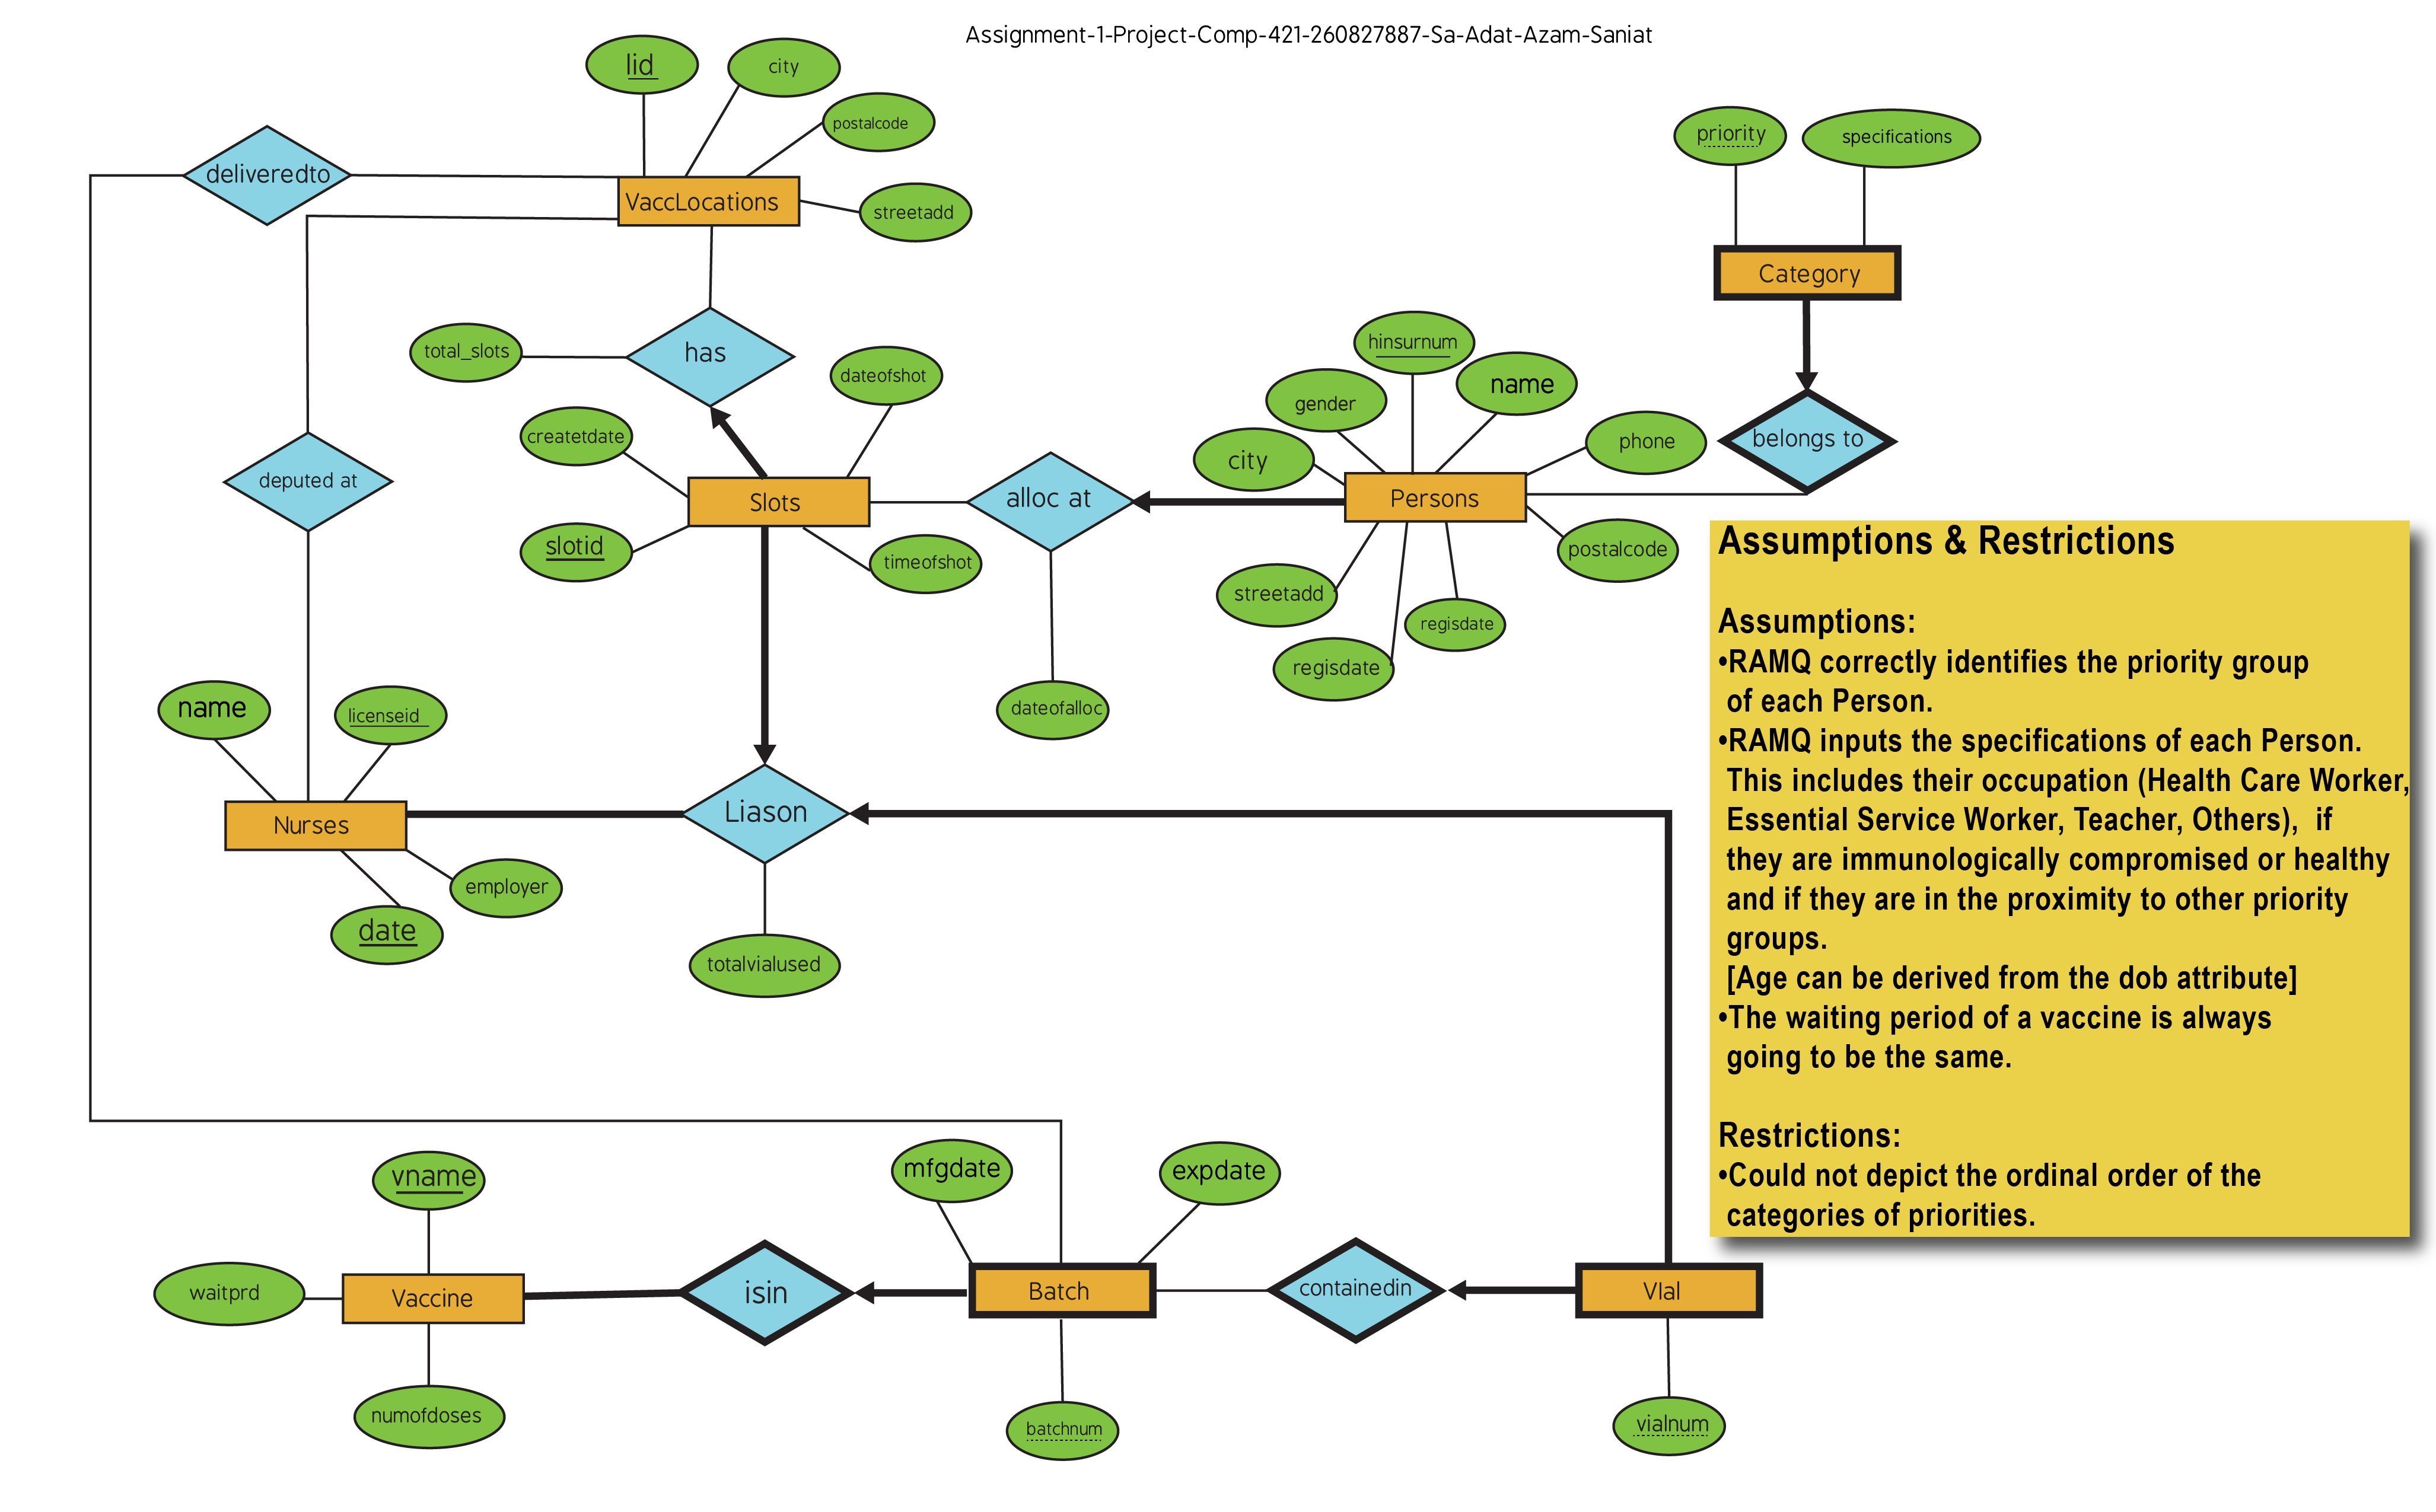 Assignment-1-Project-Comp-421-260827887-Sa-Adat-Azam-Saniat
lid
city
postalcode
streetadd
deliveredto
VaccLocations
priority
specifications
Category
has
total_slots
dateofshot
createtdate
deputed at
Slots
slotid
timeofshot
alloc at
dateofalloc
hinsurnum
gender
name
city
phone
Persons
belongs to
postalcode
streetadd
regisdate
regisdate
name
licenseid
Nurses
employer
date
Liason
totalvialused
Assumptions & Restrictions
Assumptions:
•RAMQ correctly identifies the priority group
of each Person.
•RAMQ inputs the specifications of each Person.
This includes their occupation (Health Care Worker,
Essential Service Worker, Teacher, Others), if
they are immunologically compromised or healthy
and if they are in the proximity to other priority
groups.
[Age can be derived from the dob attribute]
•The waiting period of a vaccine is always
going to be the same.
Restrictions:
•Could not depict the ordinal order of the
categories of priorities.
vname
waitprd
Vaccine
numofdoses
isin
mfgdate
expdate
Batch
batchnum
containedin
VIal
vialnum